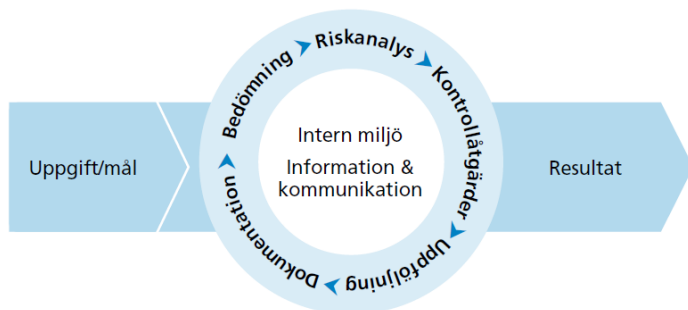 Uppgift/mål
Bedömning
Riskanalys
Kontrollåtgärder
Uppföljning
Dokumentation
Intern miljö
Information &
kommunikation
Resultat